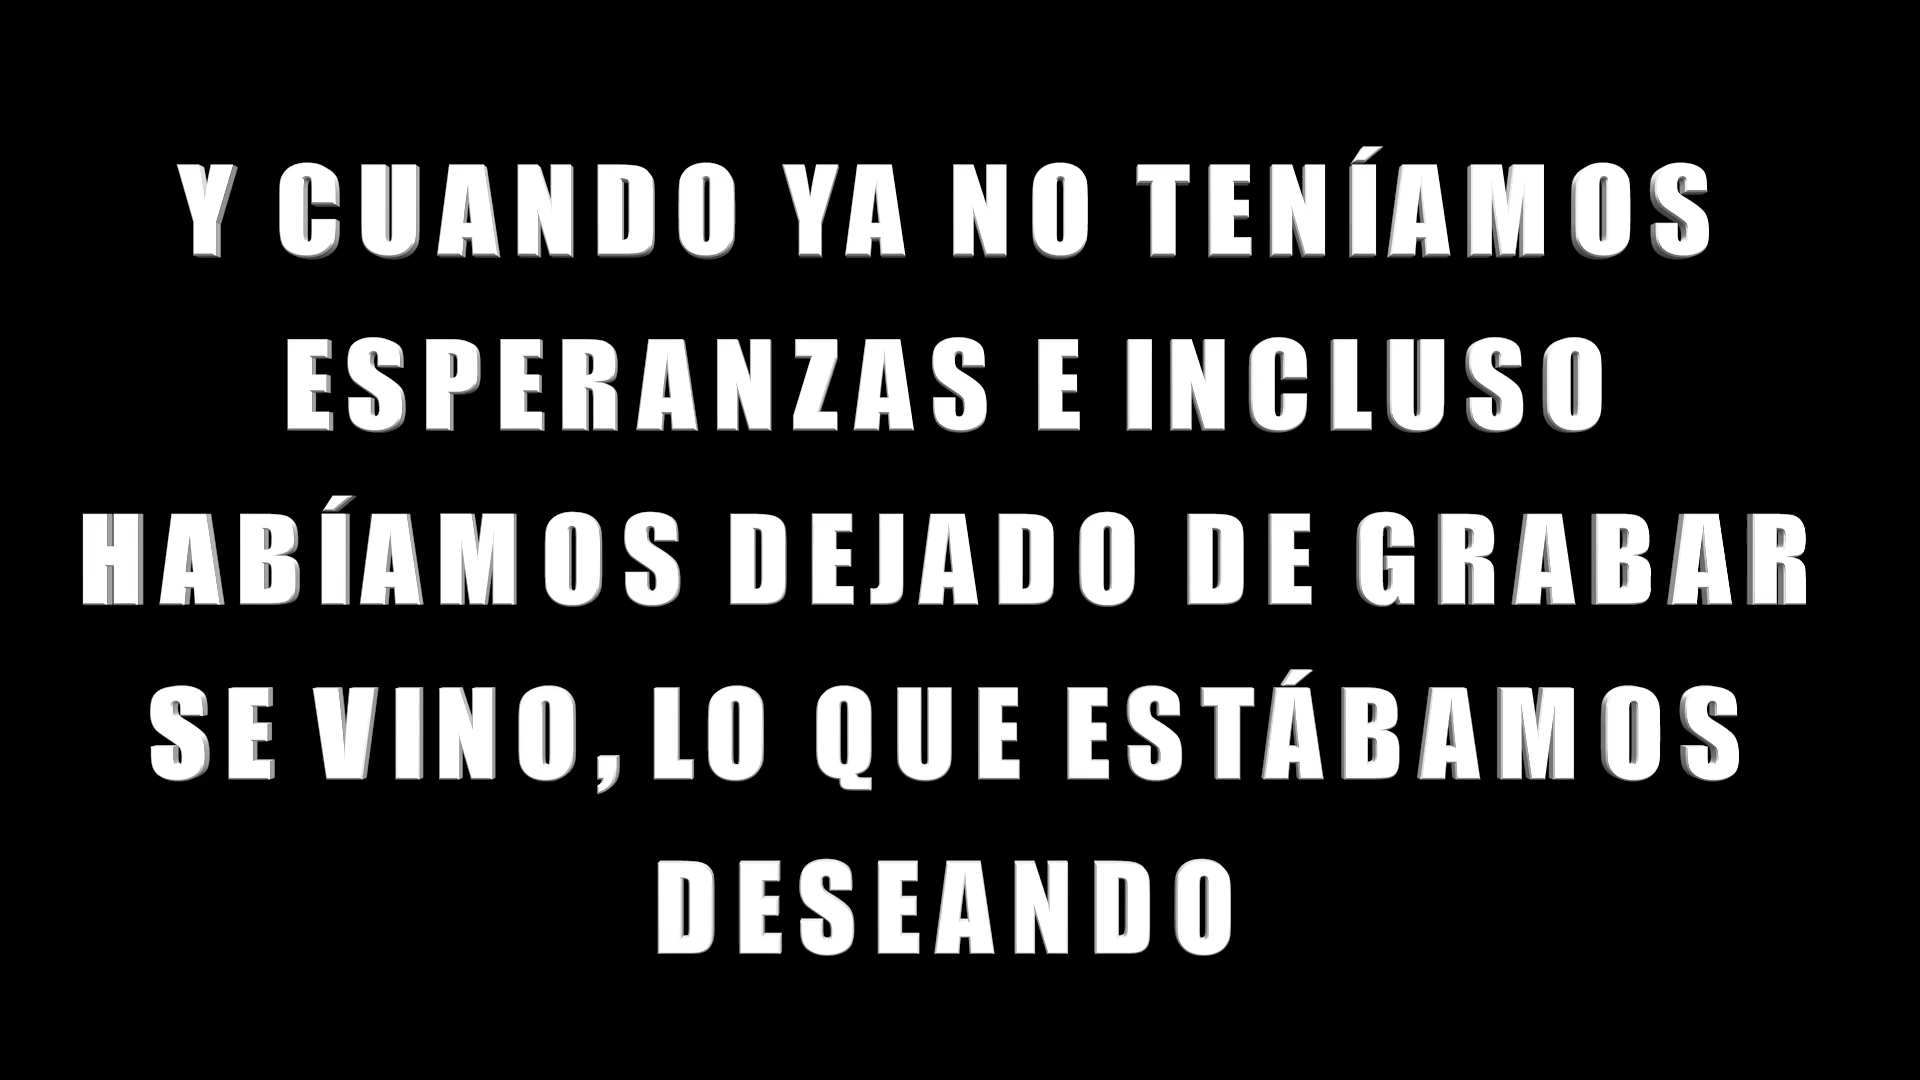 Y CUANDO YA NO TENÍAMOS
ESPERANZAS E INCLUSO
HABÍAMOS DEJADO DE GRABAR
SE VINO, LO QUE ESTÁBAMOS
DESEANDO